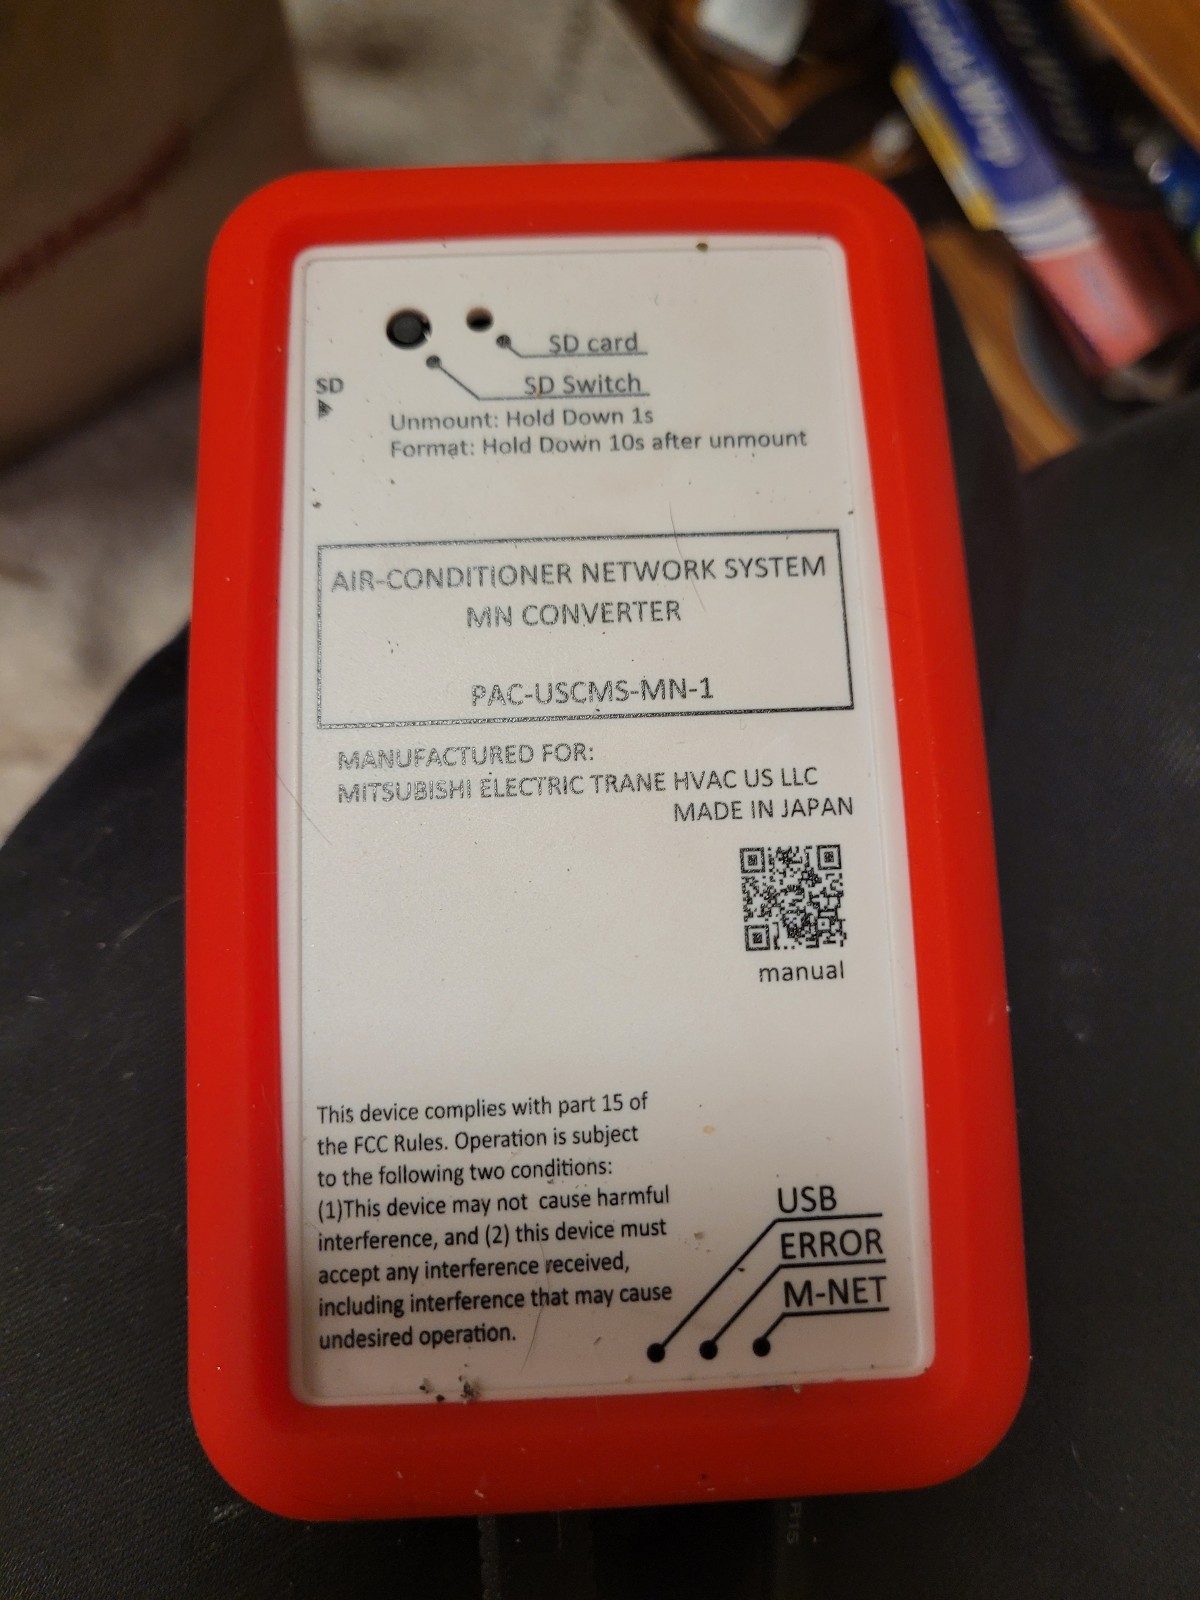 SD card
SD Switch
SD
Unmount: Hold Down 1s
Format: Hold Down 10s after unmount
AIR-CONDITIONER NETWORK SYSTEM
MN CONVERTER
PAC-USCMS-MN-1
MANUFACTURED FOR:
MITSUBISHI ELECTRIC TRANE HVAC US LLC
MADE IN JAPAN
manual
This device complies with part 15 of
the FCC Rules. Operation is subject
to the following two conditions:
(1)This device may not cause harmful
interference, and (2) this device must
accept any interference received,
including interference that may cause
undesired operation.
USB
ERROR
M-NET